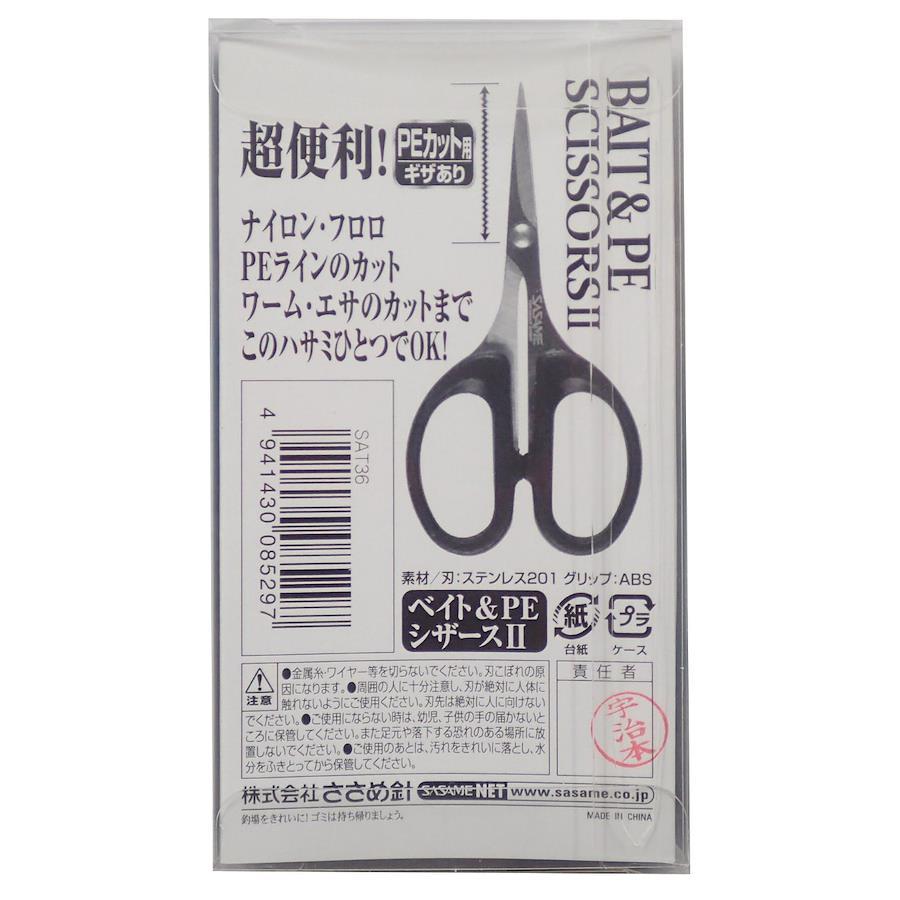 BAIT & PE
SCISSORS II
超便利!
PEカット用
ギザあり
ナイロン・フロロ
PEラインのカット
ワーム・エサのカットまで
このハサミひとつでOK!
SASAME
SAT36
4 941430 085297
素材/刃:ステンレス201 グリップ:ABS
ベイト&PE
シザースII
紙
台紙
プラ
ケース
注意
●金属糸・ワイヤー等を切らないでください。刃こぼれの原
因になります。●周囲の人に十分注意し、刃が絶対に人体に
触れないようにご使用ください。刃先は絶対に人に向けない
でください。●ご使用にならない時は、幼児、子供の手の届かないと
ころに保管してください。また足元や落下する恐れのある場所に放
置しないでください。●ご使用のあとは、汚れをきれいに落とし、水
分をふきとってから保管してください。
責任者
宇治本
株式会社 ささめ針 SASAME NET www.sasame.co.jp
釣場をきれいに!ゴミは持ち帰りましょう。
MADE IN CHINA